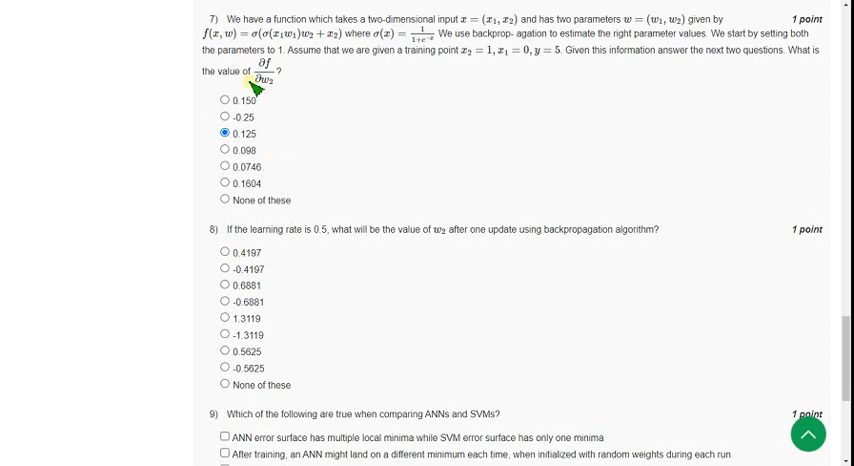 7) We have a function which takes a two-dimensional input x = (x₁, x₂) and has two parameters w = (w₁, w₂) given by 1 point
f(x, w) = σ(σ(x₁w₁)w₂ + x₂) where σ(x) = 1/(1+e⁻ˣ) We use backprop- agation to estimate the right parameter values. We start by setting both
the parameters to 1. Assume that we are given a training point x₂ = 1, x₁ = 0, y = 5. Given this information answer the next two questions. What is
the value of ∂f/∂w₂ ?
0.150
-0.25
0.125
0.098
0.0746
0.1604
None of these
8) If the learning rate is 0.5, what will be the value of w₂ after one update using backpropagation algorithm? 1 point
0.4197
-0.4197
0.6881
-0.6881
1.3119
-1.3119
0.5625
-0.5625
None of these
9) Which of the following are true when comparing ANNs and SVMs? 1 point
ANN error surface has multiple local minima while SVM error surface has only one minima
After training, an ANN might land on a different minimum each time, when initialized with random weights during each run.